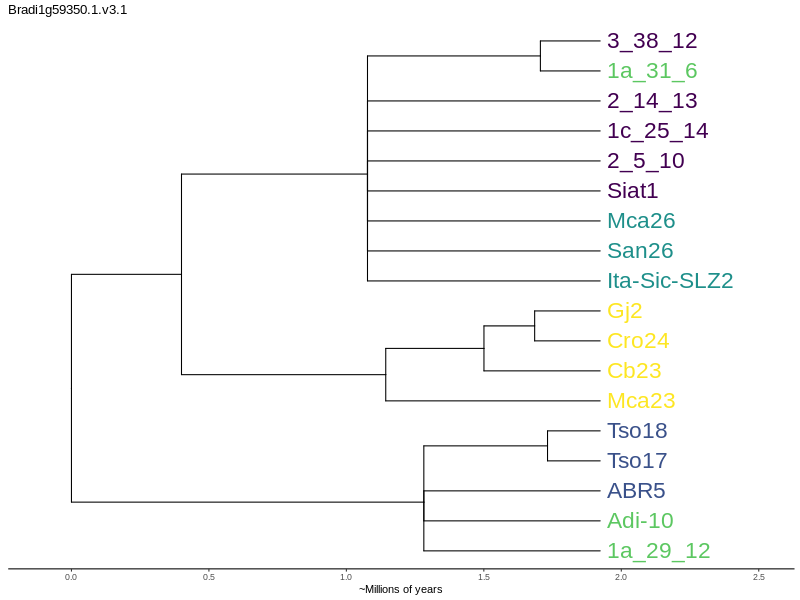 Bradi1g59350.1.v3.1
3_38_12
1a_31_6
2_14_13
1c_25_14
2_5_10
Siat1
Mca26
San26
Ita-Sic-SLZ2
Gj2
Cro24
Cb23
Mca23
Tso18
Tso17
ABR5
Adi-10
1a_29_12
0.0 0.5 1.0 1.5 2.0 2.5
~Millions of years